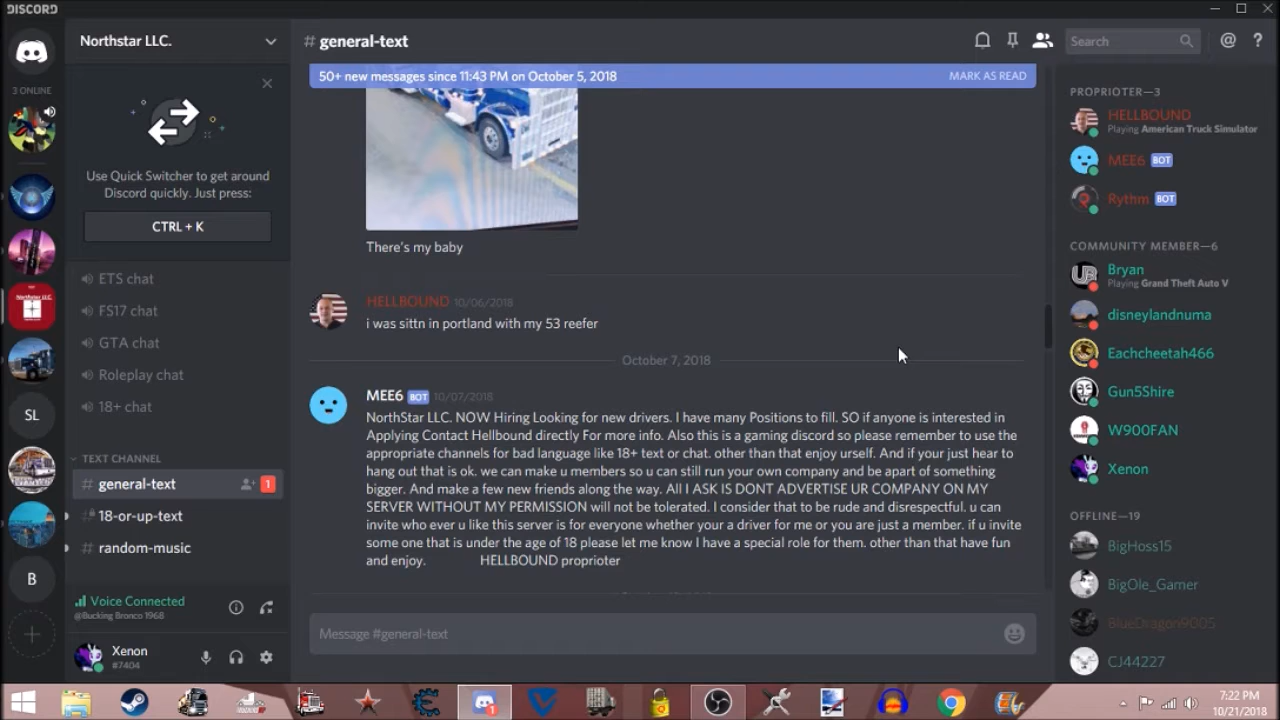 DISCORD
3 ONLINE
Northstar LLC.
Use Quick Switcher to get around
Discord quickly. Just press:
CTRL + K
ETS chat
FS17 chat
GTA chat
Roleplay chat
18+ chat
TEXT CHANNEL
# general-text 1
# 18-or-up-text
# random-music
Voice Connected
@Bucking Bronco 1968
Xenon
#7404
SL
Northstar LLC
B
# general-text
Search
@ ?
50+ new messages since 11:43 PM on October 5, 2018 MARK AS READ
There's my baby
HELLBOUND 10/06/2018
i was sittn in portland with my 53 reefer
October 7, 2018
MEE6 BOT 10/07/2018
NorthStar LLC. NOW Hiring Looking for new drivers. I have many Positions to fill. SO if anyone is interested in
Applying Contact Hellbound directly For more info. Also this is a gaming discord so please remember to use the
appropriate channels for bad language like 18+ text or chat. other than that enjoy urself. And if your just hear to
hang out that is ok. we can make u members so u can still run your own company and be apart of something
bigger. And make a few new friends along the way. All I ASK IS DONT ADVERTISE UR COMPANY ON MY
SERVER WITHOUT MY PERMISSION will not be tolerated. I consider that to be rude and disrespectful. u can
invite who ever u like this server is for everyone whether your a driver for me or you are just a member. if u invite
some one that is under the age of 18 please let me know I have a special role for them. other than that have fun
and enjoy. HELLBOUND proprioter
Message #general-text
PROPRIOTER—3
HELLBOUND
Playing American Truck Simulator
MEE6 BOT
Rythm BOT
COMMUNITY MEMBER—6
Bryan
Playing Grand Theft Auto V
disneylandnuma
Eachcheetah466
Gun5Shire
W900FAN
Xenon
OFFLINE—19
BigHoss15
BigOle_Gamer
BlueDragon9005
CJ44227
1
7:22 PM
10/21/2018